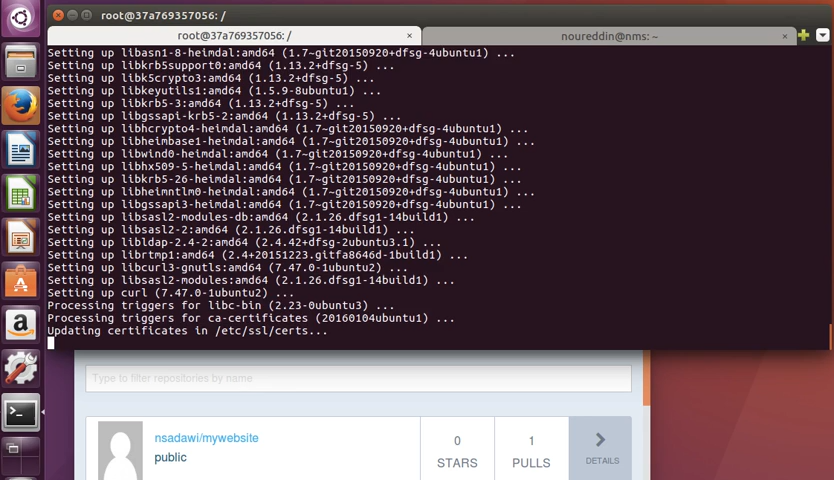 root@37a769357056: /
root@37a769357056: / ×
noureddin@nms: ~ ×
Setting up libasn1-8-heimdal:amd64 (1.7~git20150920+dfsg-4ubuntu1) ...
Setting up libkrb5support0:amd64 (1.13.2+dfsg-5) ...
Setting up libk5crypto3:amd64 (1.13.2+dfsg-5) ...
Setting up libkeyutils1:amd64 (1.5.9-8ubuntu1) ...
Setting up libkrb5-3:amd64 (1.13.2+dfsg-5) ...
Setting up libgssapi-krb5-2:amd64 (1.13.2+dfsg-5) ...
Setting up libhcrypto4-heimdal:amd64 (1.7~git20150920+dfsg-4ubuntu1) ...
Setting up libheimbase1-heimdal:amd64 (1.7~git20150920+dfsg-4ubuntu1) ...
Setting up libwind0-heimdal:amd64 (1.7~git20150920+dfsg-4ubuntu1) ...
Setting up libhx509-5-heimdal:amd64 (1.7~git20150920+dfsg-4ubuntu1) ...
Setting up libkrb5-26-heimdal:amd64 (1.7~git20150920+dfsg-4ubuntu1) ...
Setting up libheimntlm0-heimdal:amd64 (1.7~git20150920+dfsg-4ubuntu1) ...
Setting up libgssapi3-heimdal:amd64 (1.7~git20150920+dfsg-4ubuntu1) ...
Setting up libsasl2-modules-db:amd64 (2.1.26.dfsg1-14build1) ...
Setting up libsasl2-2:amd64 (2.1.26.dfsg1-14build1) ...
Setting up libldap-2.4-2:amd64 (2.4.42+dfsg-2ubuntu3.1) ...
Setting up librtmp1:amd64 (2.4+20151223.gitfa8646d-1build1) ...
Setting up libcurl3-gnutls:amd64 (7.47.0-1ubuntu2) ...
Setting up libsasl2-modules:amd64 (2.1.26.dfsg1-14build1) ...
Setting up curl (7.47.0-1ubuntu2) ...
Processing triggers for libc-bin (2.23-0ubuntu3) ...
Processing triggers for ca-certificates (20160104ubuntu1) ...
Updating certificates in /etc/ssl/certs...
Type to filter repositories by name
nsadawi/mywebsite
public
0
STARS
1
PULLS
DETAILS